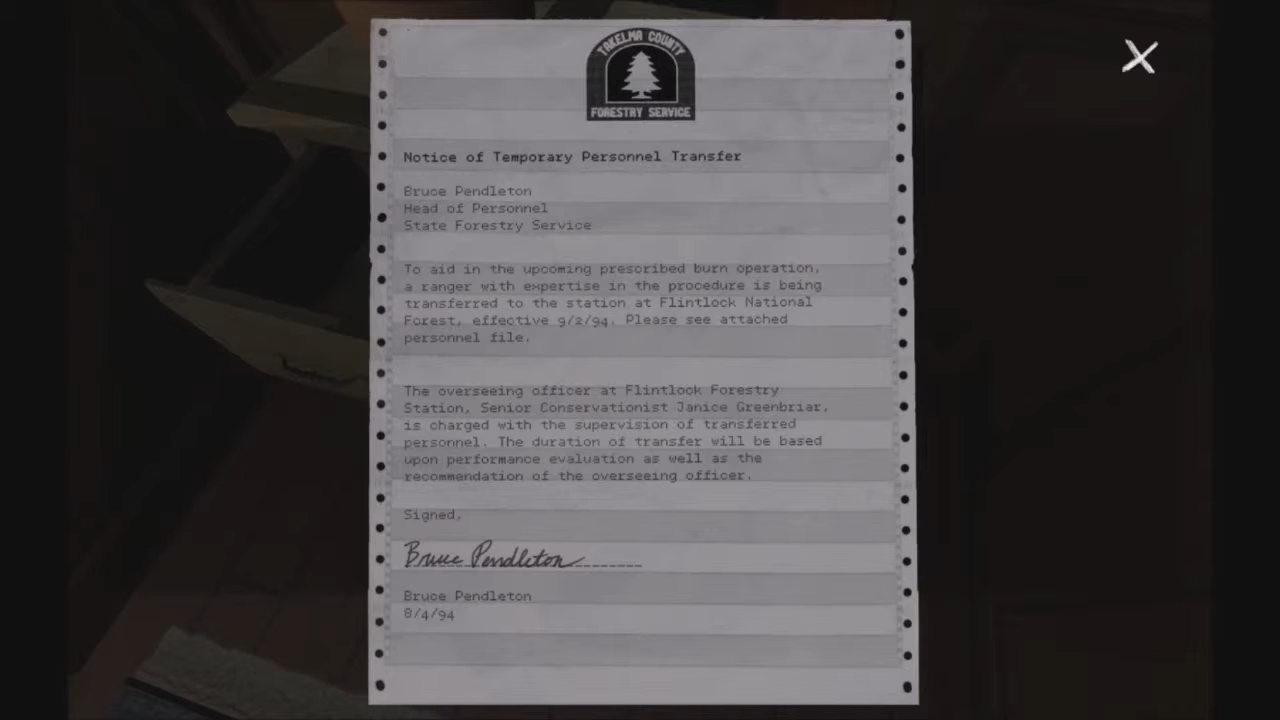 TAKELMA COUNTY
FORESTRY SERVICE
Notice of Temporary Personnel Transfer
Bruce Pendleton
Head of Personnel
State Forestry Service
To aid in the upcoming prescribed burn operation,
a ranger with expertise in the procedure is being
transferred to the station at Flintlock National
Forest, effective 9/2/94. Please see attached
personnel file.
The overseeing officer at Flintlock Forestry
Station, Senior Conservationist Janice Greenbriar,
is charged with the supervision of transferred
personnel. The duration of transfer will be based
upon performance evaluation as well as the
recommendation of the overseeing officer.
Signed,
Bruce Pendleton
Bruce Pendleton
8/4/94